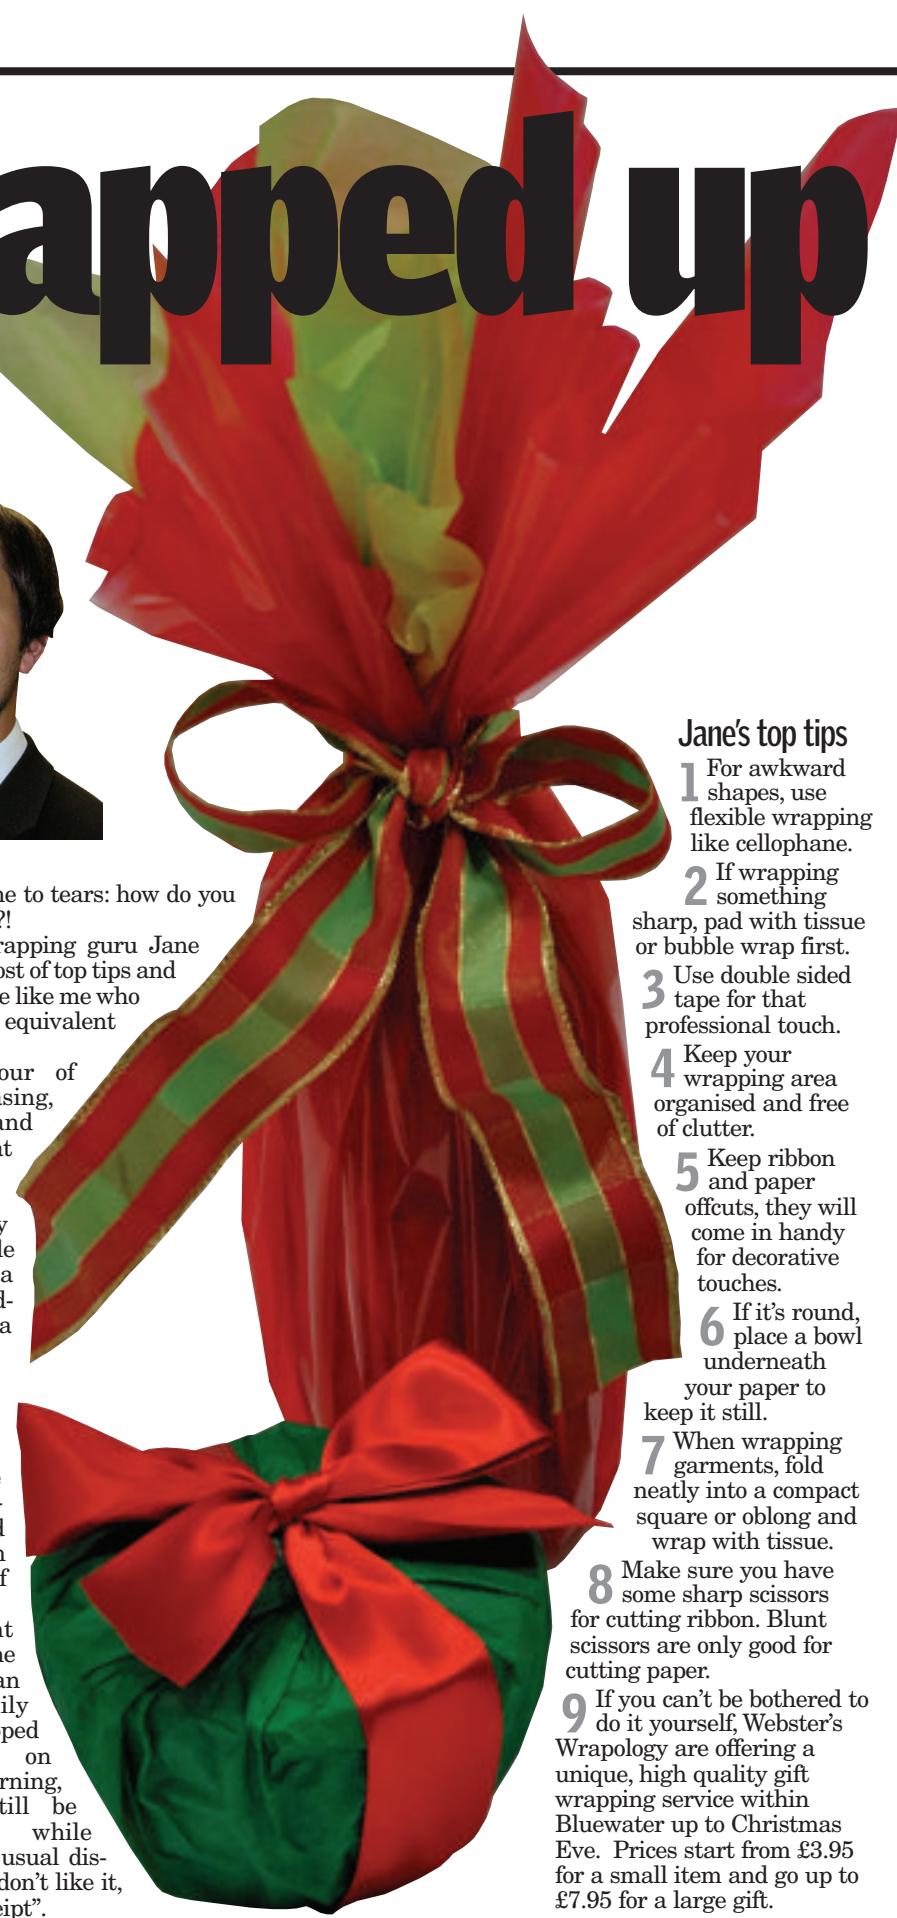 apped up
ne to tears: how do you
?!
rapping guru Jane
ost of top tips and
e like me who
equivalent
our of
sing,
and
nt
y
le
a
d-
a
d
n
f
nt
ne
an
ily
pped
on
rning,
till be
while
usual dis-
don't like it,
eipt".
Jane's top tips
1 For awkward
shapes, use
flexible wrapping
like cellophane.
2 If wrapping
something
sharp, pad with tissue
or bubble wrap first.
3 Use double sided
tape for that
professional touch.
4 Keep your
wrapping area
organised and free
of clutter.
5 Keep ribbon
and paper
offcuts, they will
come in handy
for decorative
touches.
6 If it's round,
place a bowl
underneath
your paper to
keep it still.
7 When wrapping
garments, fold
neatly into a compact
square or oblong and
wrap with tissue.
8 Make sure you have
some sharp scissors
for cutting ribbon. Blunt
scissors are only good for
cutting paper.
9 If you can't be bothered to
do it yourself, Webster's
Wrapology are offering a
unique, high quality gift
wrapping service within
Bluewater up to Christmas
Eve. Prices start from £3.95
for a small item and go up to
£7.95 for a large gift.